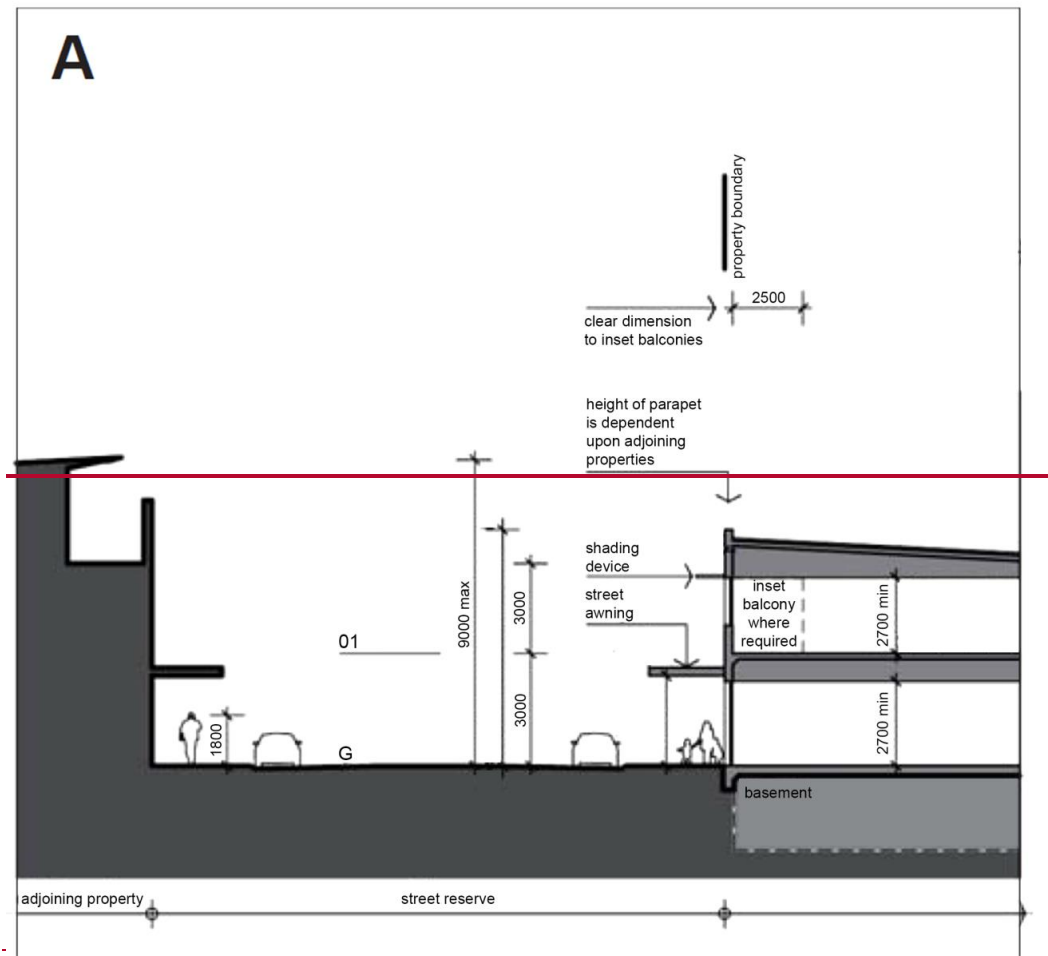 A
property boundary
2500
clear dimension
to inset balconies
height of parapet
is dependent
upon adjoining
properties
shading
device
street
awning
inset
balcony
where
required
2700 min
9000 max
3000
01
3000
2700 min
1800
G
basement
adjoining property
street reserve